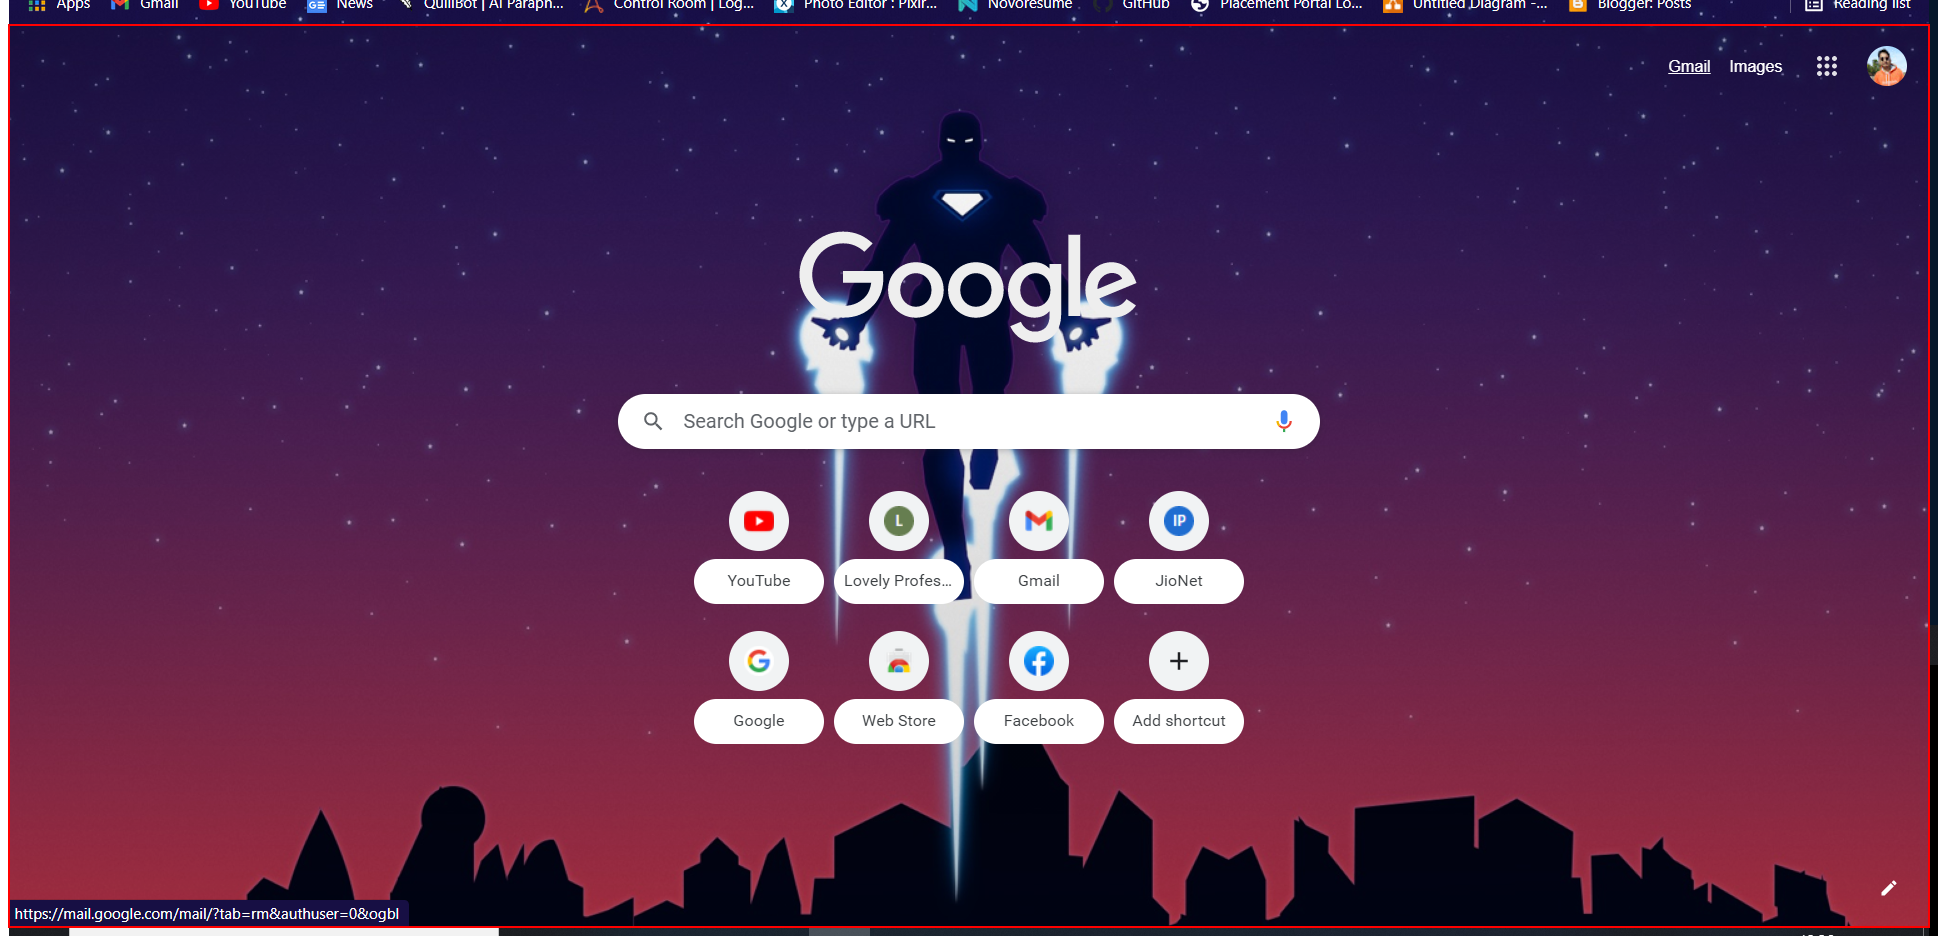 Apps Gmail YouTube News QuillBot | AI Paraph... Control Room | Log... Photo Editor : Pixlr... Novoresume GitHub Placement Portal Lo... Untitled Diagram -... Blogger: Posts Reading list
Gmail Images
Google
Search Google or type a URL
L IP
YouTube Lovely Profes... Gmail JioNet
Google Web Store Facebook Add shortcut
https://mail.google.com/mail/?tab=rm&authuser=0&ogbl